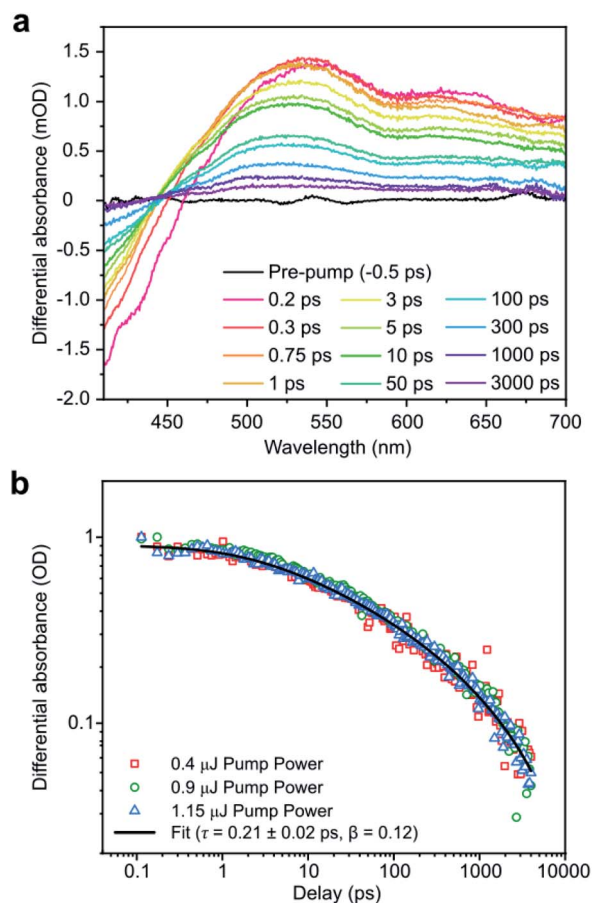 a
1.5
1.0
0.5
0
-0.5
-1.0
-1.5
-2.0
Differential absorbance (mOD)
Pre-pump (-0.5 ps)
0.2 ps 3 ps 100 ps
0.3 ps 5 ps 300 ps
0.75 ps 10 ps 1000 ps
1 ps 50 ps 3000 ps
450 500 550 600 650 700
Wavelength (nm)
b
1
0.1
Differential absorbance (OD)
0.4 μJ Pump Power
0.9 μJ Pump Power
1.15 μJ Pump Power
Fit (τ = 0.21 ± 0.02 ps, β = 0.12)
0.1 1 10 100 1000 10000
Delay (ps)